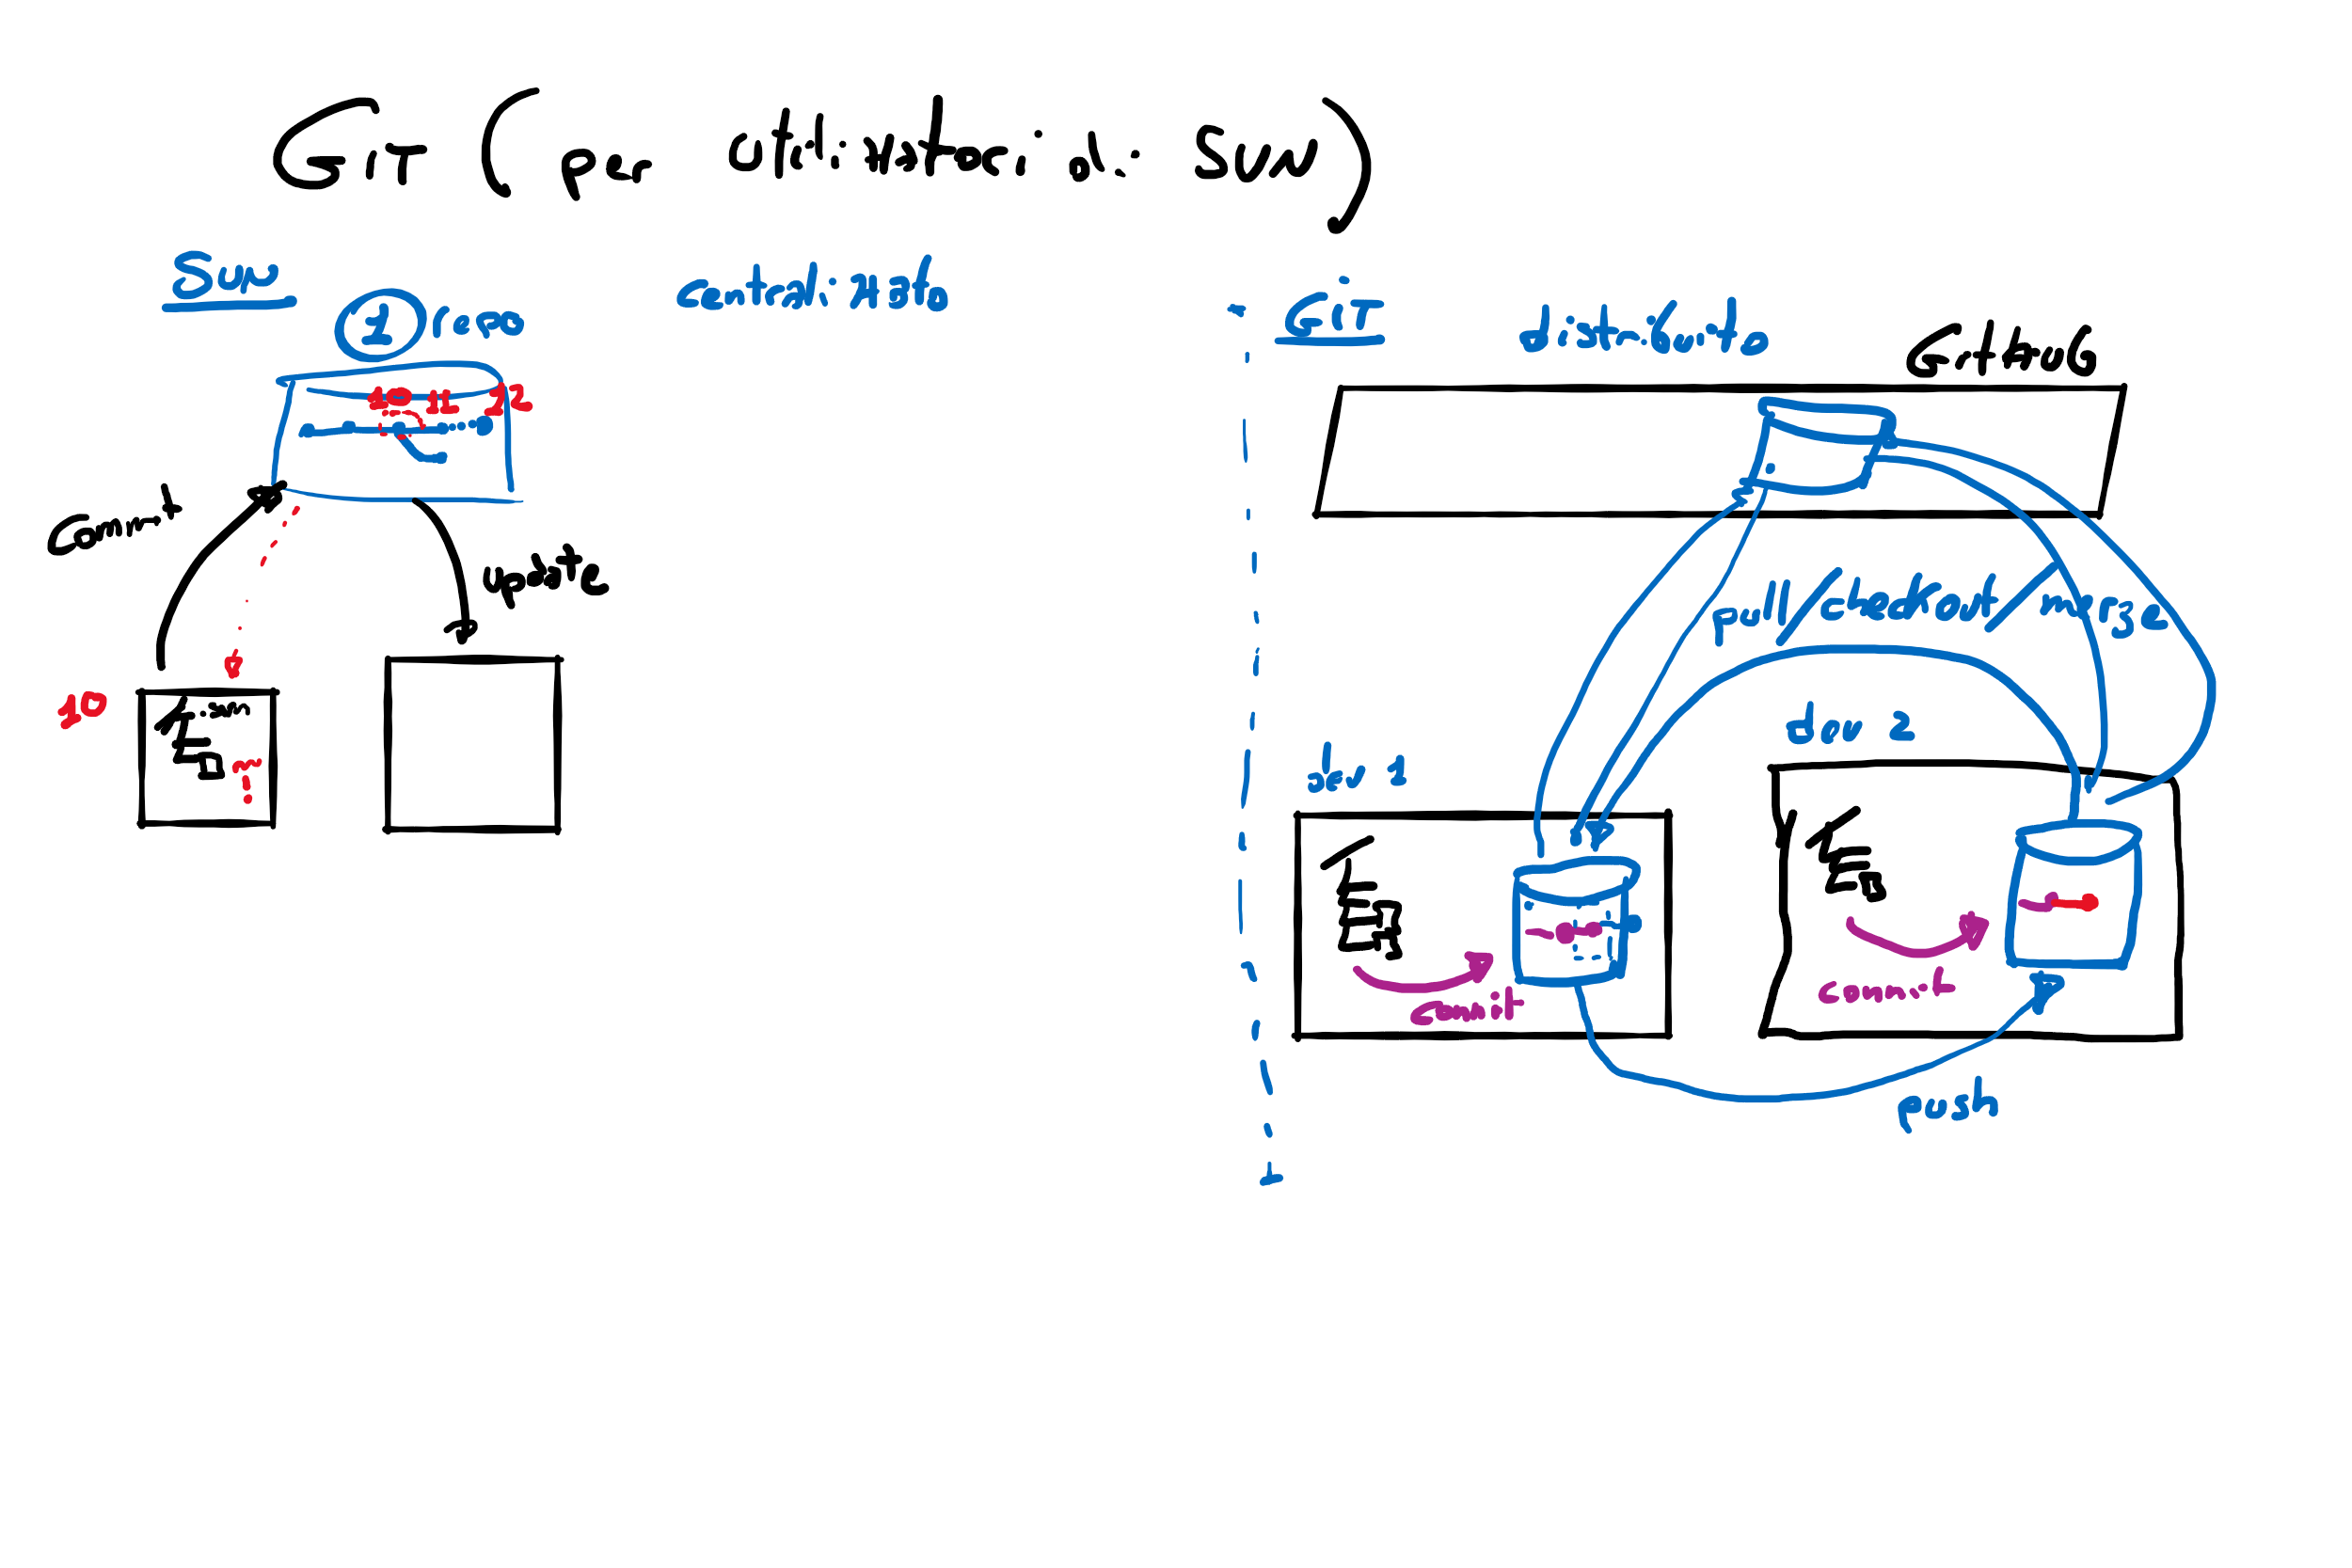 GIT (per utilizzatori di SVN)
SVN
centralizzato
1 repo
10 11 12
commit
update
10
GIT
distribuito
GitHub
pull/checkout/merge
dev 1
dev 2
commit
commit
push